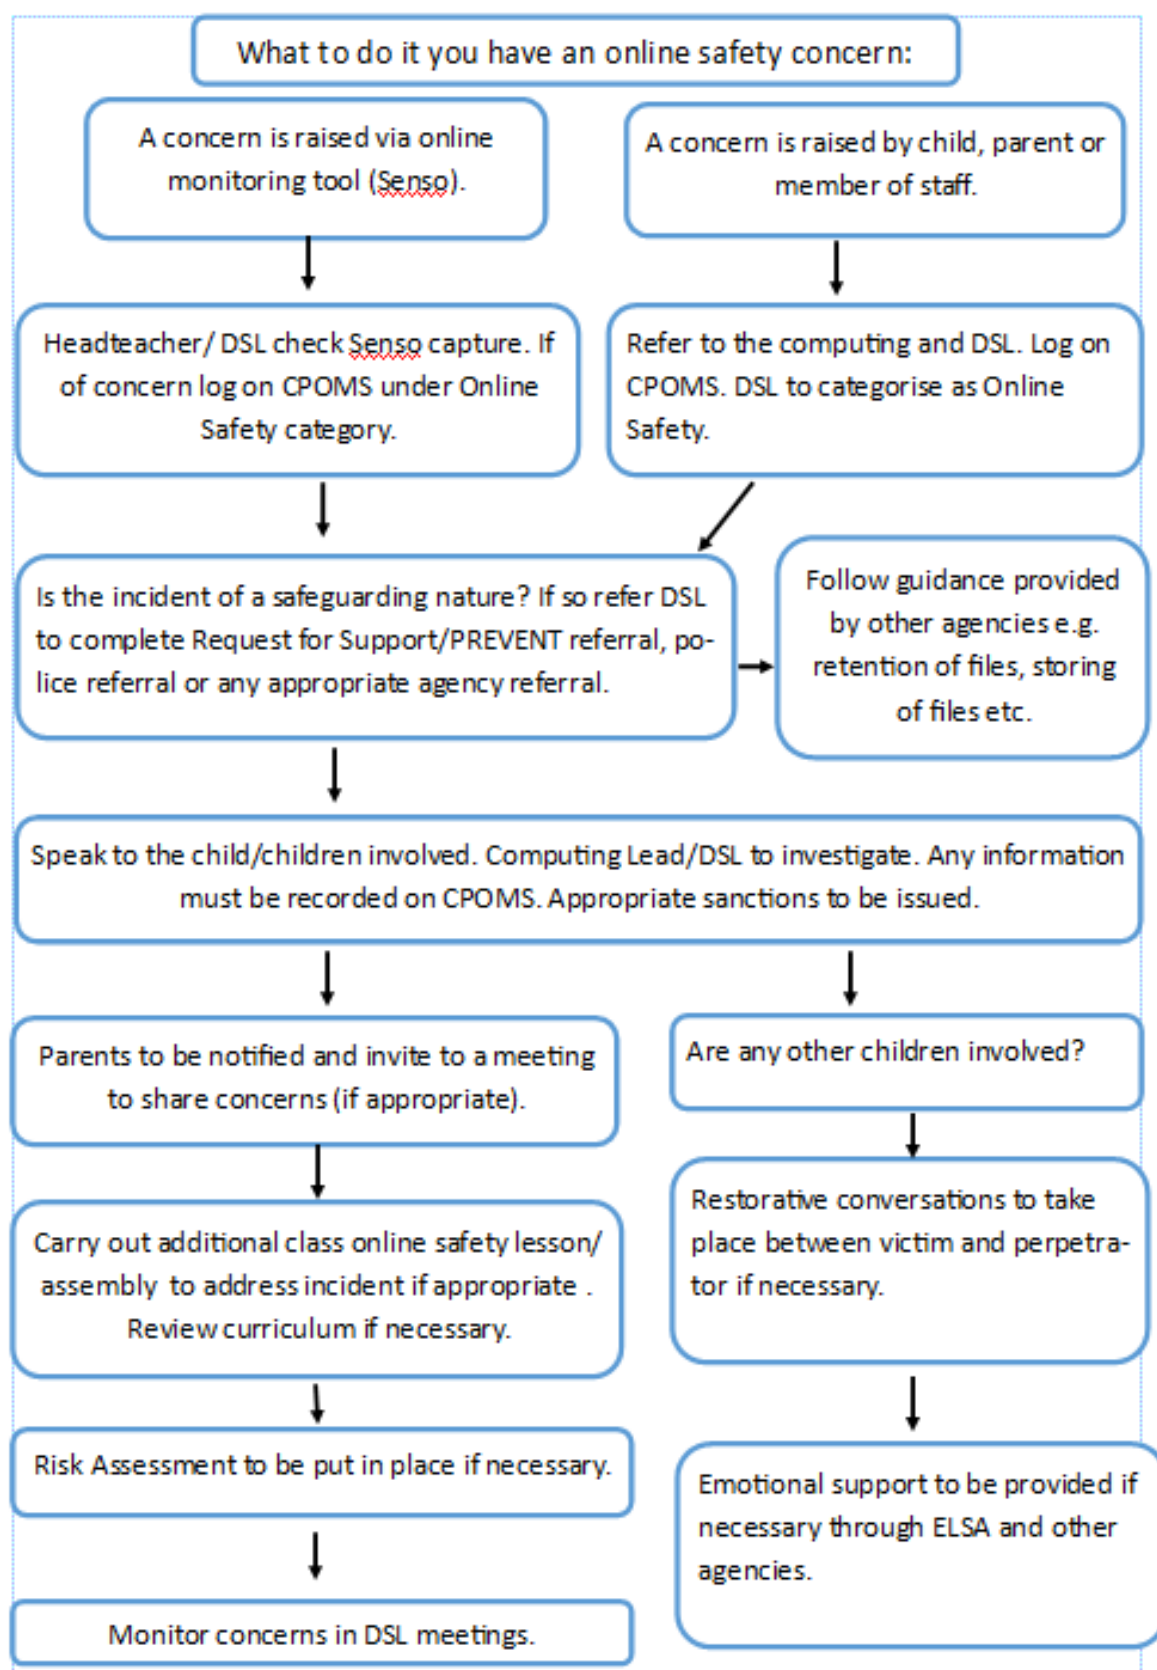 What to do it you have an online safety concern:
A concern is raised via online
monitoring tool (Senso).
A concern is raised by child, parent or
member of staff.
Headteacher/ DSL check Senso capture. If
of concern log on CPOMS under Online
Safety category.
Refer to the computing and DSL. Log on
CPOMS. DSL to categorise as Online
Safety.
Is the incident of a safeguarding nature? If so refer DSL
to complete Request for Support/PREVENT referral, po-
lice referral or any appropriate agency referral.
Follow guidance provided
by other agencies e.g.
retention of files, storing
of files etc.
Speak to the child/children involved. Computing Lead/DSL to investigate. Any information
must be recorded on CPOMS. Appropriate sanctions to be issued.
Parents to be notified and invite to a meeting
to share concerns (if appropriate).
Are any other children involved?
Carry out additional class online safety lesson/
assembly to address incident if appropriate .
Review curriculum if necessary.
Restorative conversations to take
place between victim and perpetra-
tor if necessary.
Risk Assessment to be put in place if necessary.
Emotional support to be provided if
necessary through ELSA and other
agencies.
Monitor concerns in DSL meetings.